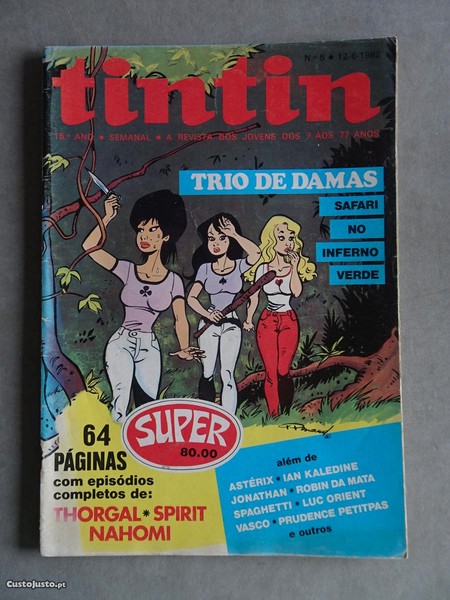 Nº 5 • 12-6-1982
tintin
15.º ANO • SEMANAL • A REVISTA DOS JOVENS DOS 7 AOS 77 ANOS
TRIO DE DAMAS
SAFARI
NO
INFERNO
VERDE
SUPER
80.00
64
PÁGINAS
com episódios
completos de:
THORGAL * SPIRIT
NAHOMI
além de
ASTÉRIX • IAN KALEDINE
JONATHAN • ROBIN DA MATA
SPAGHETTI • LUC ORIENT
VASCO • PRUDENCE PETITPAS
e outros
CustoJusto.pt